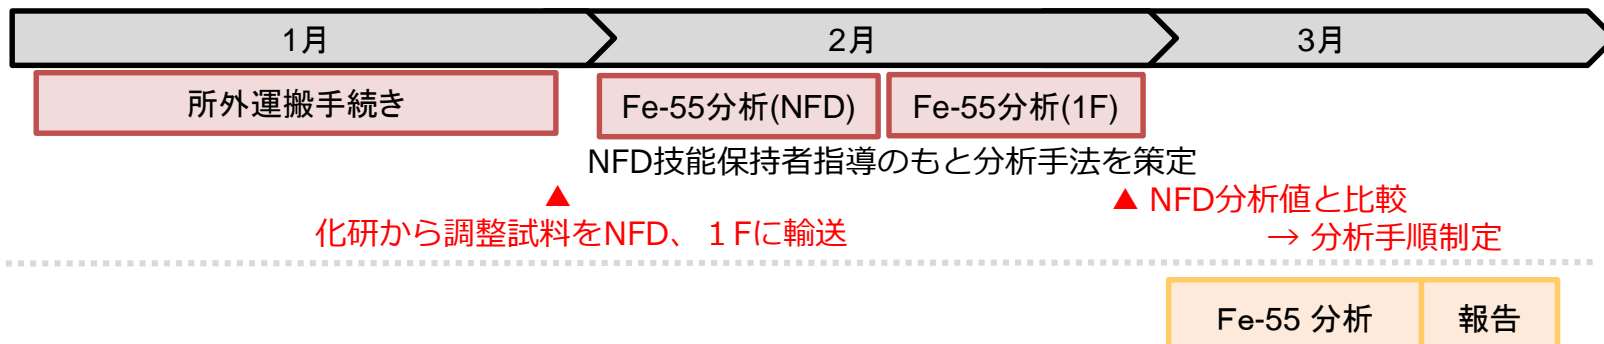 1月
2月
3月
所外運搬手続き
Fe-55分析(NFD)
Fe-55分析(1F)
NFD技能保持者指導のもと分析手法を策定
▲
▲ NFD分析値と比較
化研から調整試料をNFD、１Fに輸送
→ 分析手順制定
Fe-55 分析
報告